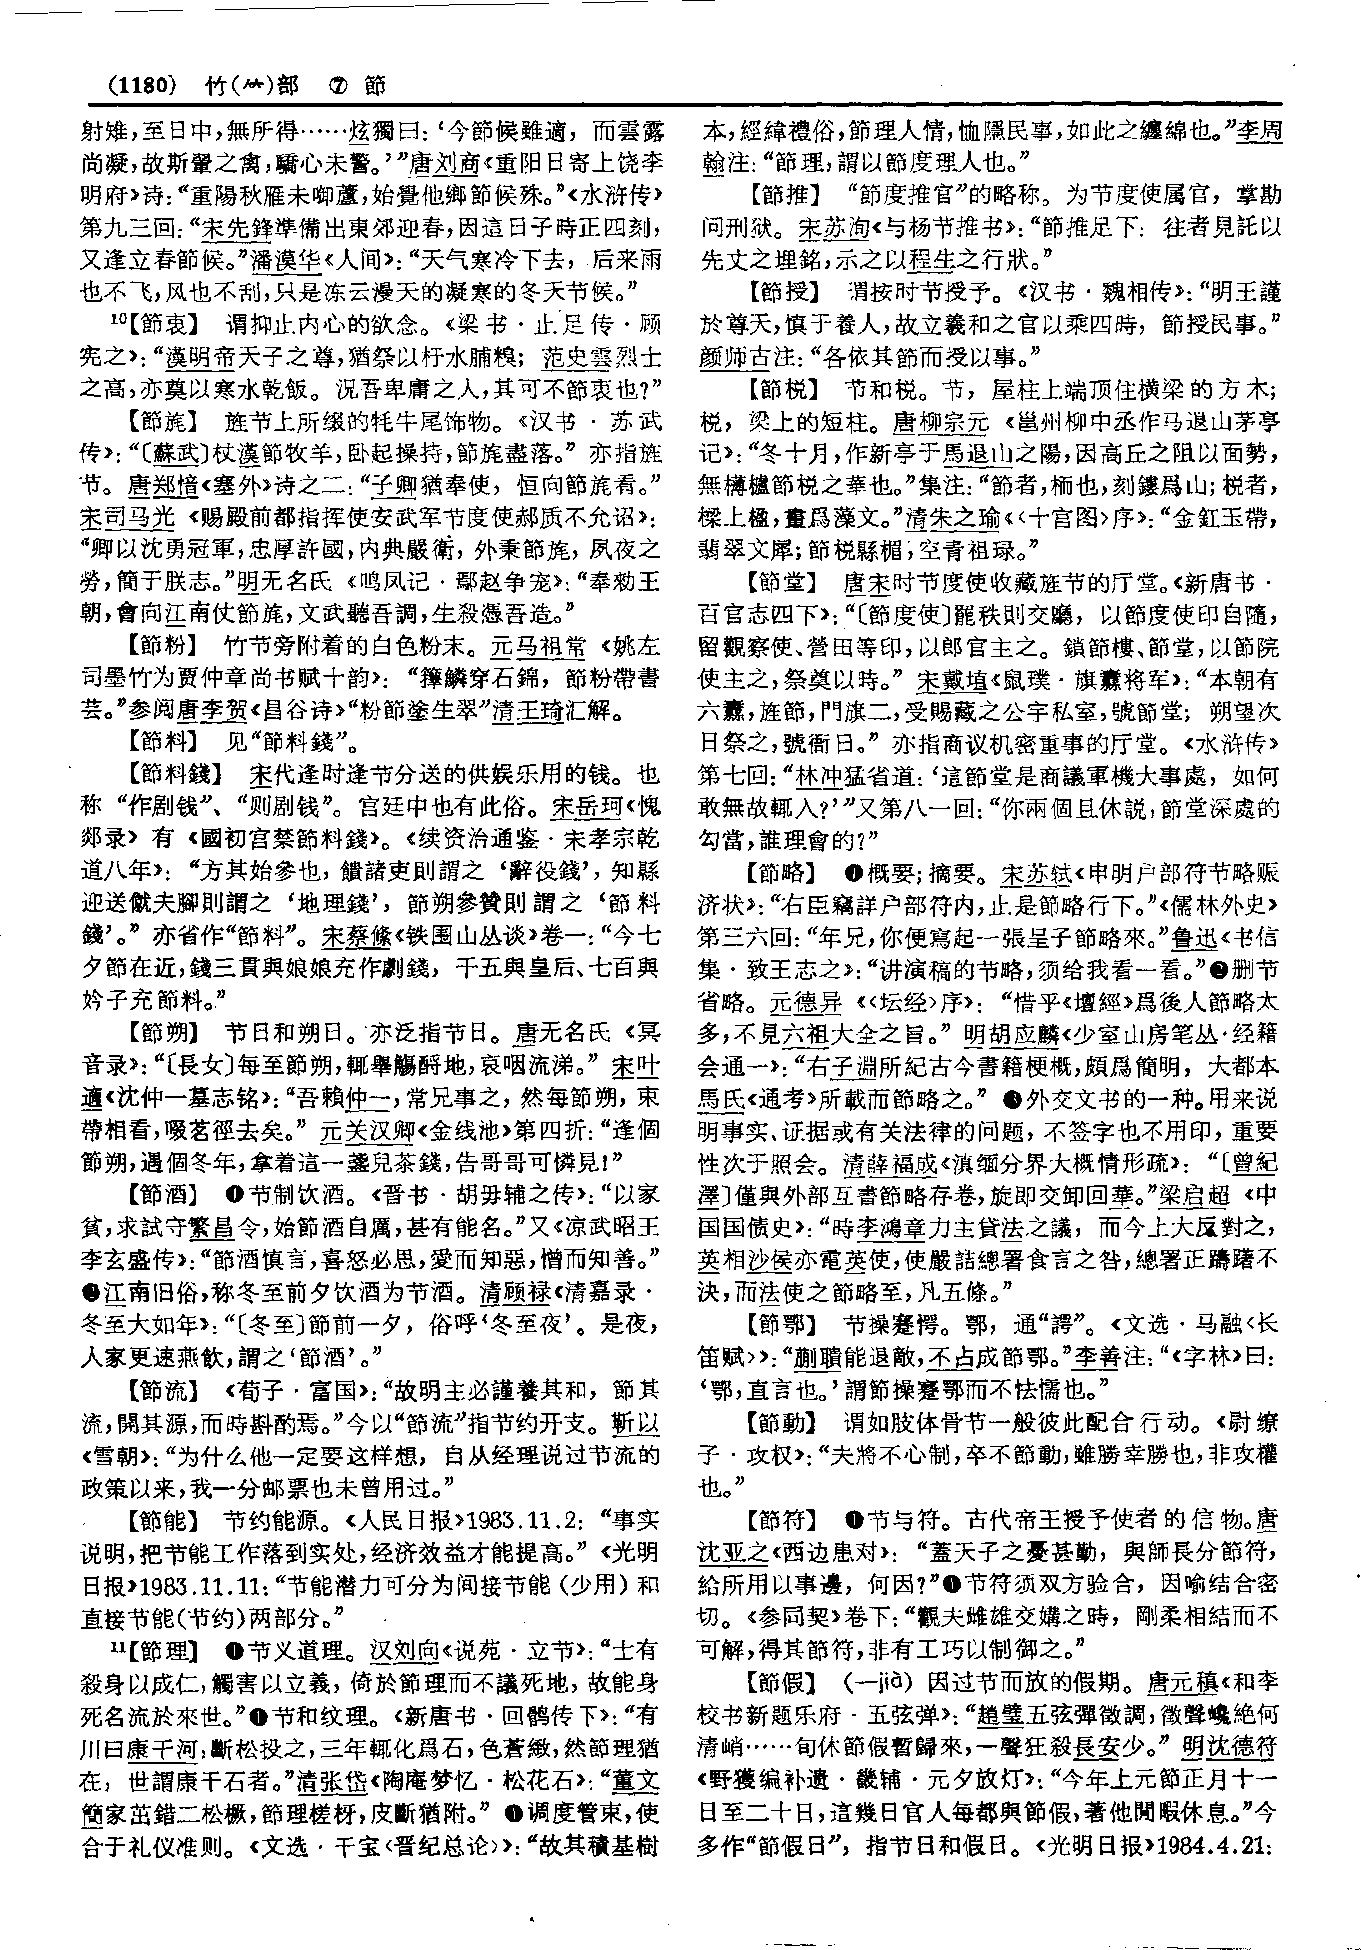 (1180) 竹(⺮)部 ⑦ 節
射雉,至日中,無所得……炫獨曰:‘今節候雖適, 而雲露
尚凝,故斯翬之禽,驕心未警。’”唐刘商《重阳日寄上饶李
明府》诗:“重陽秋雁未啣蘆,始覺他鄉節候殊。”《水浒传》
第九三回:“宋先鋒準備出東郊迎春,因這日子時正四刻,
又逢立春節候。”潘漠华《人间》:“天气寒冷下去, 后来雨
也不飞,风也不刮,只是冻云漫天的凝寒的冬天节候。”
10【節衷】 谓抑止内心的欲念。《梁书·止足传·顾
宪之》:“漢明帝天子之尊,猶祭以杅水脯糗; 范史雲烈士
之高,亦奠以寒水乾飯。況吾卑庸之人,其可不節衷也?”
【節旄】 旌节上所缀的牦牛尾饰物。《汉书·苏武
传》:“〔蘇武〕杖漢節牧羊,卧起操持,節旄盡落。” 亦指旌
节。唐郑愔《塞外》诗之二:“子卿猶奉使, 恒向節旄看。”
宋司马光《赐殿前都指挥使安武军节度使郝质不允诏》:
“卿以沈勇冠軍,忠厚許國,内典嚴衛, 外秉節旄, 夙夜之
勞,簡于朕志。”明无名氏《鸣凤记·鄢赵争宠》:“奉勑王
朝,會向江南仗節旄,文武聽吾調,生殺憑吾造。”
【節粉】 竹节旁附着的白色粉末。元马祖常《姚左
司墨竹为贾仲章尚书赋十韵》: “籜鱗穿石錦, 節粉帶書
芸。”参阅唐李贺《昌谷诗》“粉節塗生翠”清王琦汇解。
【節料】 见“節料錢”。
【節料錢】 宋代逢时逢节分送的供娱乐用的钱。也
称“作剧钱”、“则剧钱”。宫廷中也有此俗。宋岳珂《愧
郯录》有《國初宫禁節料錢》。《续资治通鉴·宋孝宗乾
道八年》: “方其始參也, 饋諸吏則謂之‘辭役錢’, 知縣
迎送僦夫腳則謂之‘地理錢’, 節朔參贊則謂之‘節料
錢’。” 亦省作“節料”。宋蔡絛《铁围山丛谈》卷一:“今七
夕節在近,錢三貫與娘娘充作劇錢, 千五與皇后、七百與
妗子充節料。”
【節朔】 节日和朔日。亦泛指节日。唐无名氏《冥
音录》:“〔長女〕每至節朔,輒舉觴酹地,哀咽流涕。” 宋叶
適《沈仲一墓志铭》:“吾賴仲一,常兄事之, 然每節朔, 束
帶相看,啜茗徑去矣。” 元关汉卿《金线池》第四折:“逢個
節朔,遇個冬年,拿着這一盞兒茶錢,告哥哥可憐見!”
【節酒】 ❶节制饮酒。《晋书·胡毋辅之传》:“以家
貧,求試守繁昌令,始節酒自厲,甚有能名。”又《凉武昭王
李玄盛传》:“節酒慎言,喜怒必思,愛而知惡,憎而知善。”
❷江南旧俗,称冬至前夕饮酒为节酒。清顾禄《清嘉录·
冬至大如年》:“〔冬至〕節前一夕, 俗呼‘冬至夜’。是夜,
人家更速燕飲,謂之‘節酒’。”
【節流】 《荀子·富国》:“故明主必謹養其和, 節其
流,開其源,而時斟酌焉。”今以“節流”指节约开支。靳以
《雪朝》:“为什么他一定要这样想, 自从经理说过节流的
政策以来,我一分邮票也未曾用过。”
【節能】 节约能源。《人民日报》1983.11.2: “事实
说明,把节能工作落到实处,经济效益才能提高。”《光明
日报》1983.11.11:“节能潜力可分为间接节能(少用)和
直接节能(节约)两部分。”
11【節理】 ❶节义道理。汉刘向《说苑·立节》:“士有
殺身以成仁,觸害以立義, 倚於節理而不議死地, 故能身
死名流於來世。”❷节和纹理。《新唐书·回鹘传下》:“有
川曰康干河,斷松投之,三年輒化爲石,色蒼緻,然節理猶
在, 世謂康干石者。”清张岱《陶庵梦忆·松花石》:“董文
簡家茁錯二松橛,節理槎枒,皮斷猶附。” ❸调度管束,使
合于礼仪准则。《文选·干宝〈晋纪总论〉》:“故其積基樹
本,經緯禮俗,節理人情,恤隱民事,如此之纏綿也。”李周
翰注:“節理,謂以節度理人也。”
【節推】 “節度推官”的略称。为节度使属官, 掌勘
问刑狱。宋苏洵《与杨节推书》:“節推足下: 往者見託以
先丈之埋銘,示之以程生之行狀。”
【節授】 谓按时节授予。《汉书·魏相传》:“明王謹
於尊天,慎于養人,故立羲和之官以乘四時, 節授民事。”
颜师古注:“各依其節而授以事。”
【節棁】 节和棁。节, 屋柱上端顶住横梁的方木;
棁, 梁上的短柱。唐柳宗元《邕州柳中丞作马退山茅亭
记》:“冬十月,作新亭于馬退山之陽,因高丘之阻以面勢,
無欂櫨節棁之華也。”集注:“節者,栭也,刻鏤爲山;棁者,
樑上楹,畫爲藻文。”清朱之瑜《〈十宫图〉序》:“金釭玉帶,
翡翠文犀;節棁縣楣,空青祖琭。”
【節堂】 唐宋时节度使收藏旌节的厅堂。《新唐书·
百官志四下》:“〔節度使〕罷秩則交廳, 以節度使印自隨,
留觀察使、營田等印,以郎官主之。鎖節樓、節堂,以節院
使主之,祭奠以時。” 宋戴埴《鼠璞·旗纛将军》:“本朝有
六纛,旌節,門旗二,受賜藏之公宇私室,號節堂; 朔望次
日祭之,號衙日。” 亦指商议机密重事的厅堂。《水浒传》
第七回:“林冲猛省道:‘這節堂是商議軍機大事處, 如何
敢無故輒入?’”又第八一回:“你兩個且休説,節堂深處的
勾當,誰理會的?”
【節略】 ❶概要;摘要。宋苏轼《申明户部符节略赈
济状》:“右臣竊詳户部符内,止是節略行下。”《儒林外史》
第三六回:“年兄,你便寫起一張呈子節略來。”鲁迅《书信
集·致王志之》:“讲演稿的节略,须给我看一看。”❷删节
省略。元德异《〈坛经〉序》: “惜乎《壇經》爲後人節略太
多,不見六祖大全之旨。” 明胡应麟《少室山房笔丛·经籍
会通一》:“右子淵所紀古今書籍梗概,頗爲簡明, 大都本
馬氏《通考》所載而節略之。” ❸外交文书的一种。用来说
明事实、证据或有关法律的问题, 不签字也不用印, 重要
性次于照会。清薛福成《滇缅分界大概情形疏》: “〔曾紀
澤〕僅與外部互書節略存卷,旋即交卸回華。”梁启超《中
国国债史》:“時李鴻章力主貸法之議, 而今上大反對之,
英相沙侯亦電英使,使嚴詰總署食言之咎,總署正躊躇不
決,而法使之節略至,凡五條。”
【節鄂】 节操蹇愕。鄂, 通“諤”。《文选·马融〈长
笛赋〉》:“蒯聵能退敵,不占成節鄂。”李善注:“《字林》曰:
‘鄂,直言也。’謂節操蹇鄂而不怯懦也。”
【節動】 谓如肢体骨节一般彼此配合行动。《尉缭
子·攻权》:“夫將不心制,卒不節動,雖勝幸勝也,非攻權
也。”
【節符】 ❶节与符。古代帝王授予使者的信物。唐
沈亚之《西边患对》: “蓋天子之憂甚勤, 與師長分節符,
給所用以事邊, 何因?”❷节符须双方验合, 因喻结合密
切。《参同契》卷下:“觀夫雌雄交媾之時, 剛柔相結而不
可解,得其節符,非有工巧以制御之。”
【節假】 (—jià) 因过节而放的假期。唐元稹《和李
校书新题乐府·五弦弹》:“趙璧五弦彈徵調,徵聲巉絶何
清峭……旬休節假暫歸來,一聲狂殺長安少。” 明沈德符
《野獲编补遗·畿辅·元夕放灯》:“今年上元節正月十一
日至二十日,這幾日官人每都與節假,著他閒暇休息。”今
多作“節假日”, 指节日和假日。《光明日报》1984.4.21: